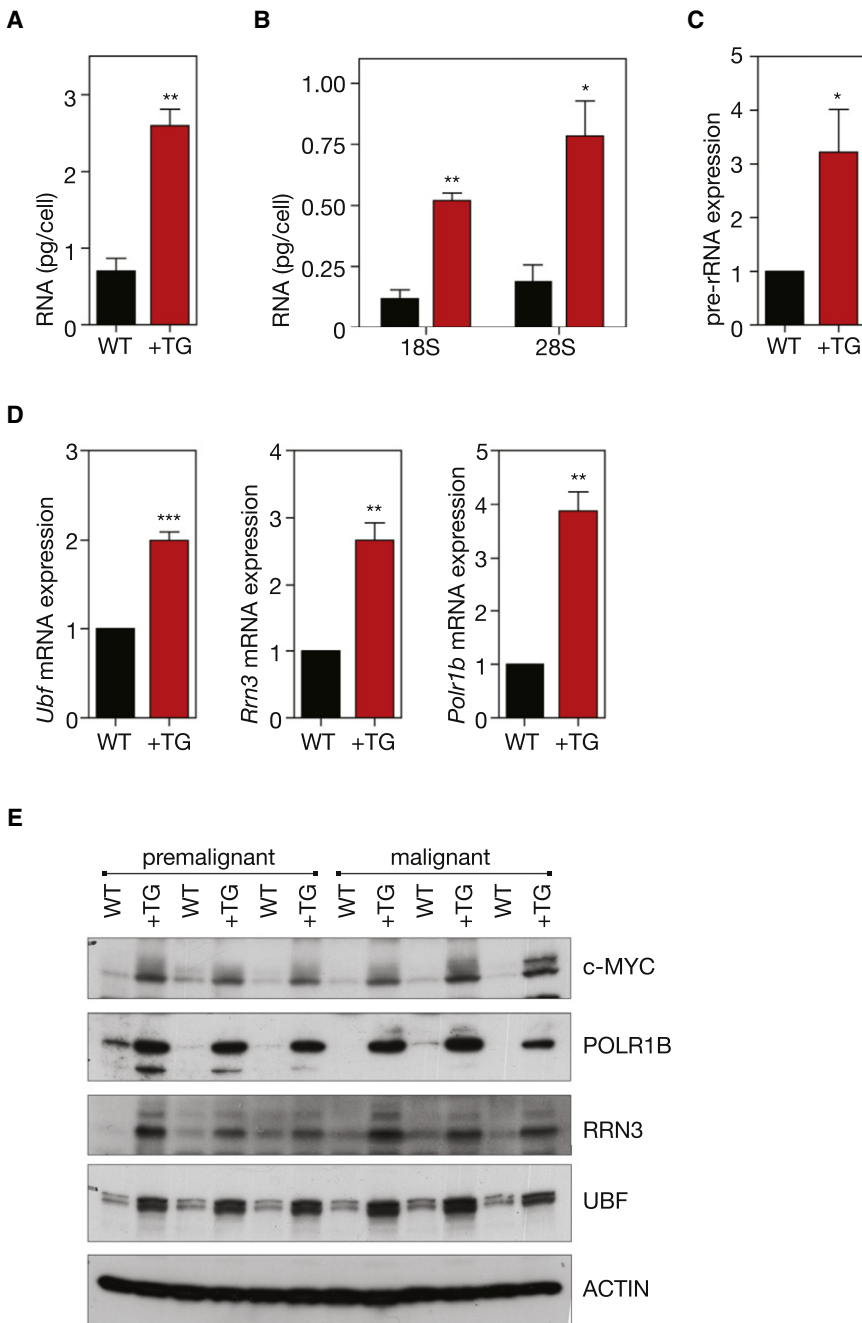 A
RNA (pg/cell)
3
2
1
0
**
WT +TG
B
RNA (pg/cell)
1.00
0.75
0.50
0.25
0
**
*
18S 28S
C
pre-rRNA expression
5
4
3
2
1
0
*
WT +TG
D
Ubf mRNA expression
3
2
1
0
***
WT +TG
Rrn3 mRNA expression
4
3
2
1
0
**
WT +TG
Polr1b mRNA expression
5
4
3
2
1
0
**
WT +TG
E
premalignant malignant
WT +TG WT +TG WT +TG WT +TG WT +TG WT +TG
c-MYC
POLR1B
RRN3
UBF
ACTIN